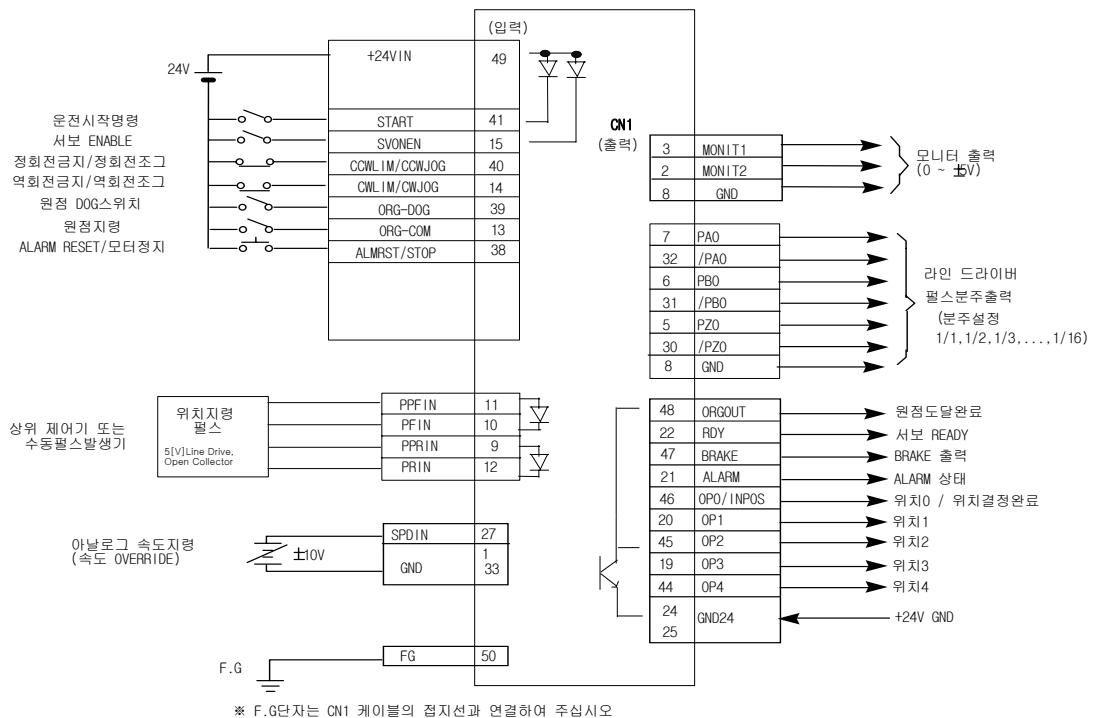 (입력)
+24VIN 49
24V
운전시작명령 START 41
서보 ENABLE SVONEN 15
정회전금지/정회전조그 CCWLIM/CCWJOG 40
역회전금지/역회전조그 CWLIM/CWJOG 14
원점 DOG스위치 ORG-DOG 39
원점지령 ORG-COM 13
ALARM RESET/모터정지 ALMRST/STOP 38
상위 제어기 또는
수동펄스발생기
위치지령
펄스
5[V]Line Drive,
Open Collector
PPFIN 11
PFIN 10
PPRIN 9
PRIN 12
아날로그 속도지령
(속도 OVERRIDE)
±10V
SPDIN 27
GND 1
33
F.G
FG 50
CN1
(출력)
3 MONIT1
2 MONIT2
8 GND
모니터 출력
(0 ~ ±5V)
7 PAO
32 /PAO
6 PBO
31 /PBO
5 PZO
30 /PZO
8 GND
라인 드라이버
펄스분주출력
(분주설정
1/1,1/2,1/3,...,1/16)
48 ORGOUT 원점도달완료
22 RDY 서보 READY
47 BRAKE BRAKE 출력
21 ALARM ALARM 상태
46 OPO/INPOS 위치0 / 위치결정완료
20 OP1 위치1
45 OP2 위치2
19 OP3 위치3
44 OP4 위치4
24
25
GND24 +24V GND
※ F.G단자는 CN1 케이블의 접지선과 연결하여 주십시오